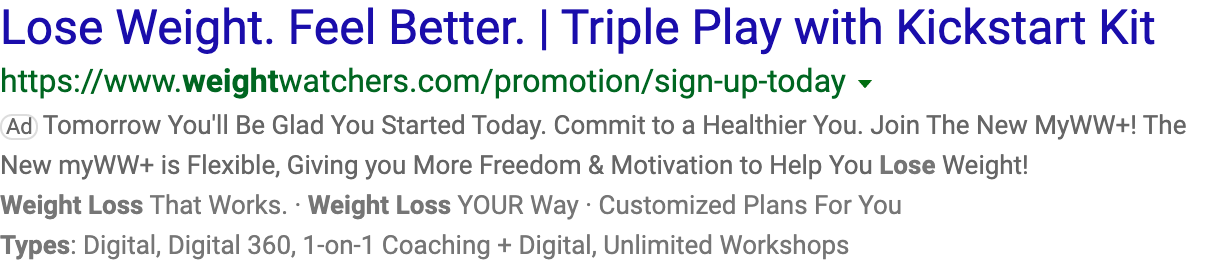 Lose Weight. Feel Better. | Triple Play with Kickstart Kit
https://www.weightwatchers.com/promotion/sign-up-today
Ad Tomorrow You'll Be Glad You Started Today. Commit to a Healthier You. Join The New MyWW+! The
New myWW+ is Flexible, Giving you More Freedom & Motivation to Help You Lose Weight!
Weight Loss That Works. · Weight Loss YOUR Way · Customized Plans For You
Types: Digital, Digital 360, 1-on-1 Coaching + Digital, Unlimited Workshops